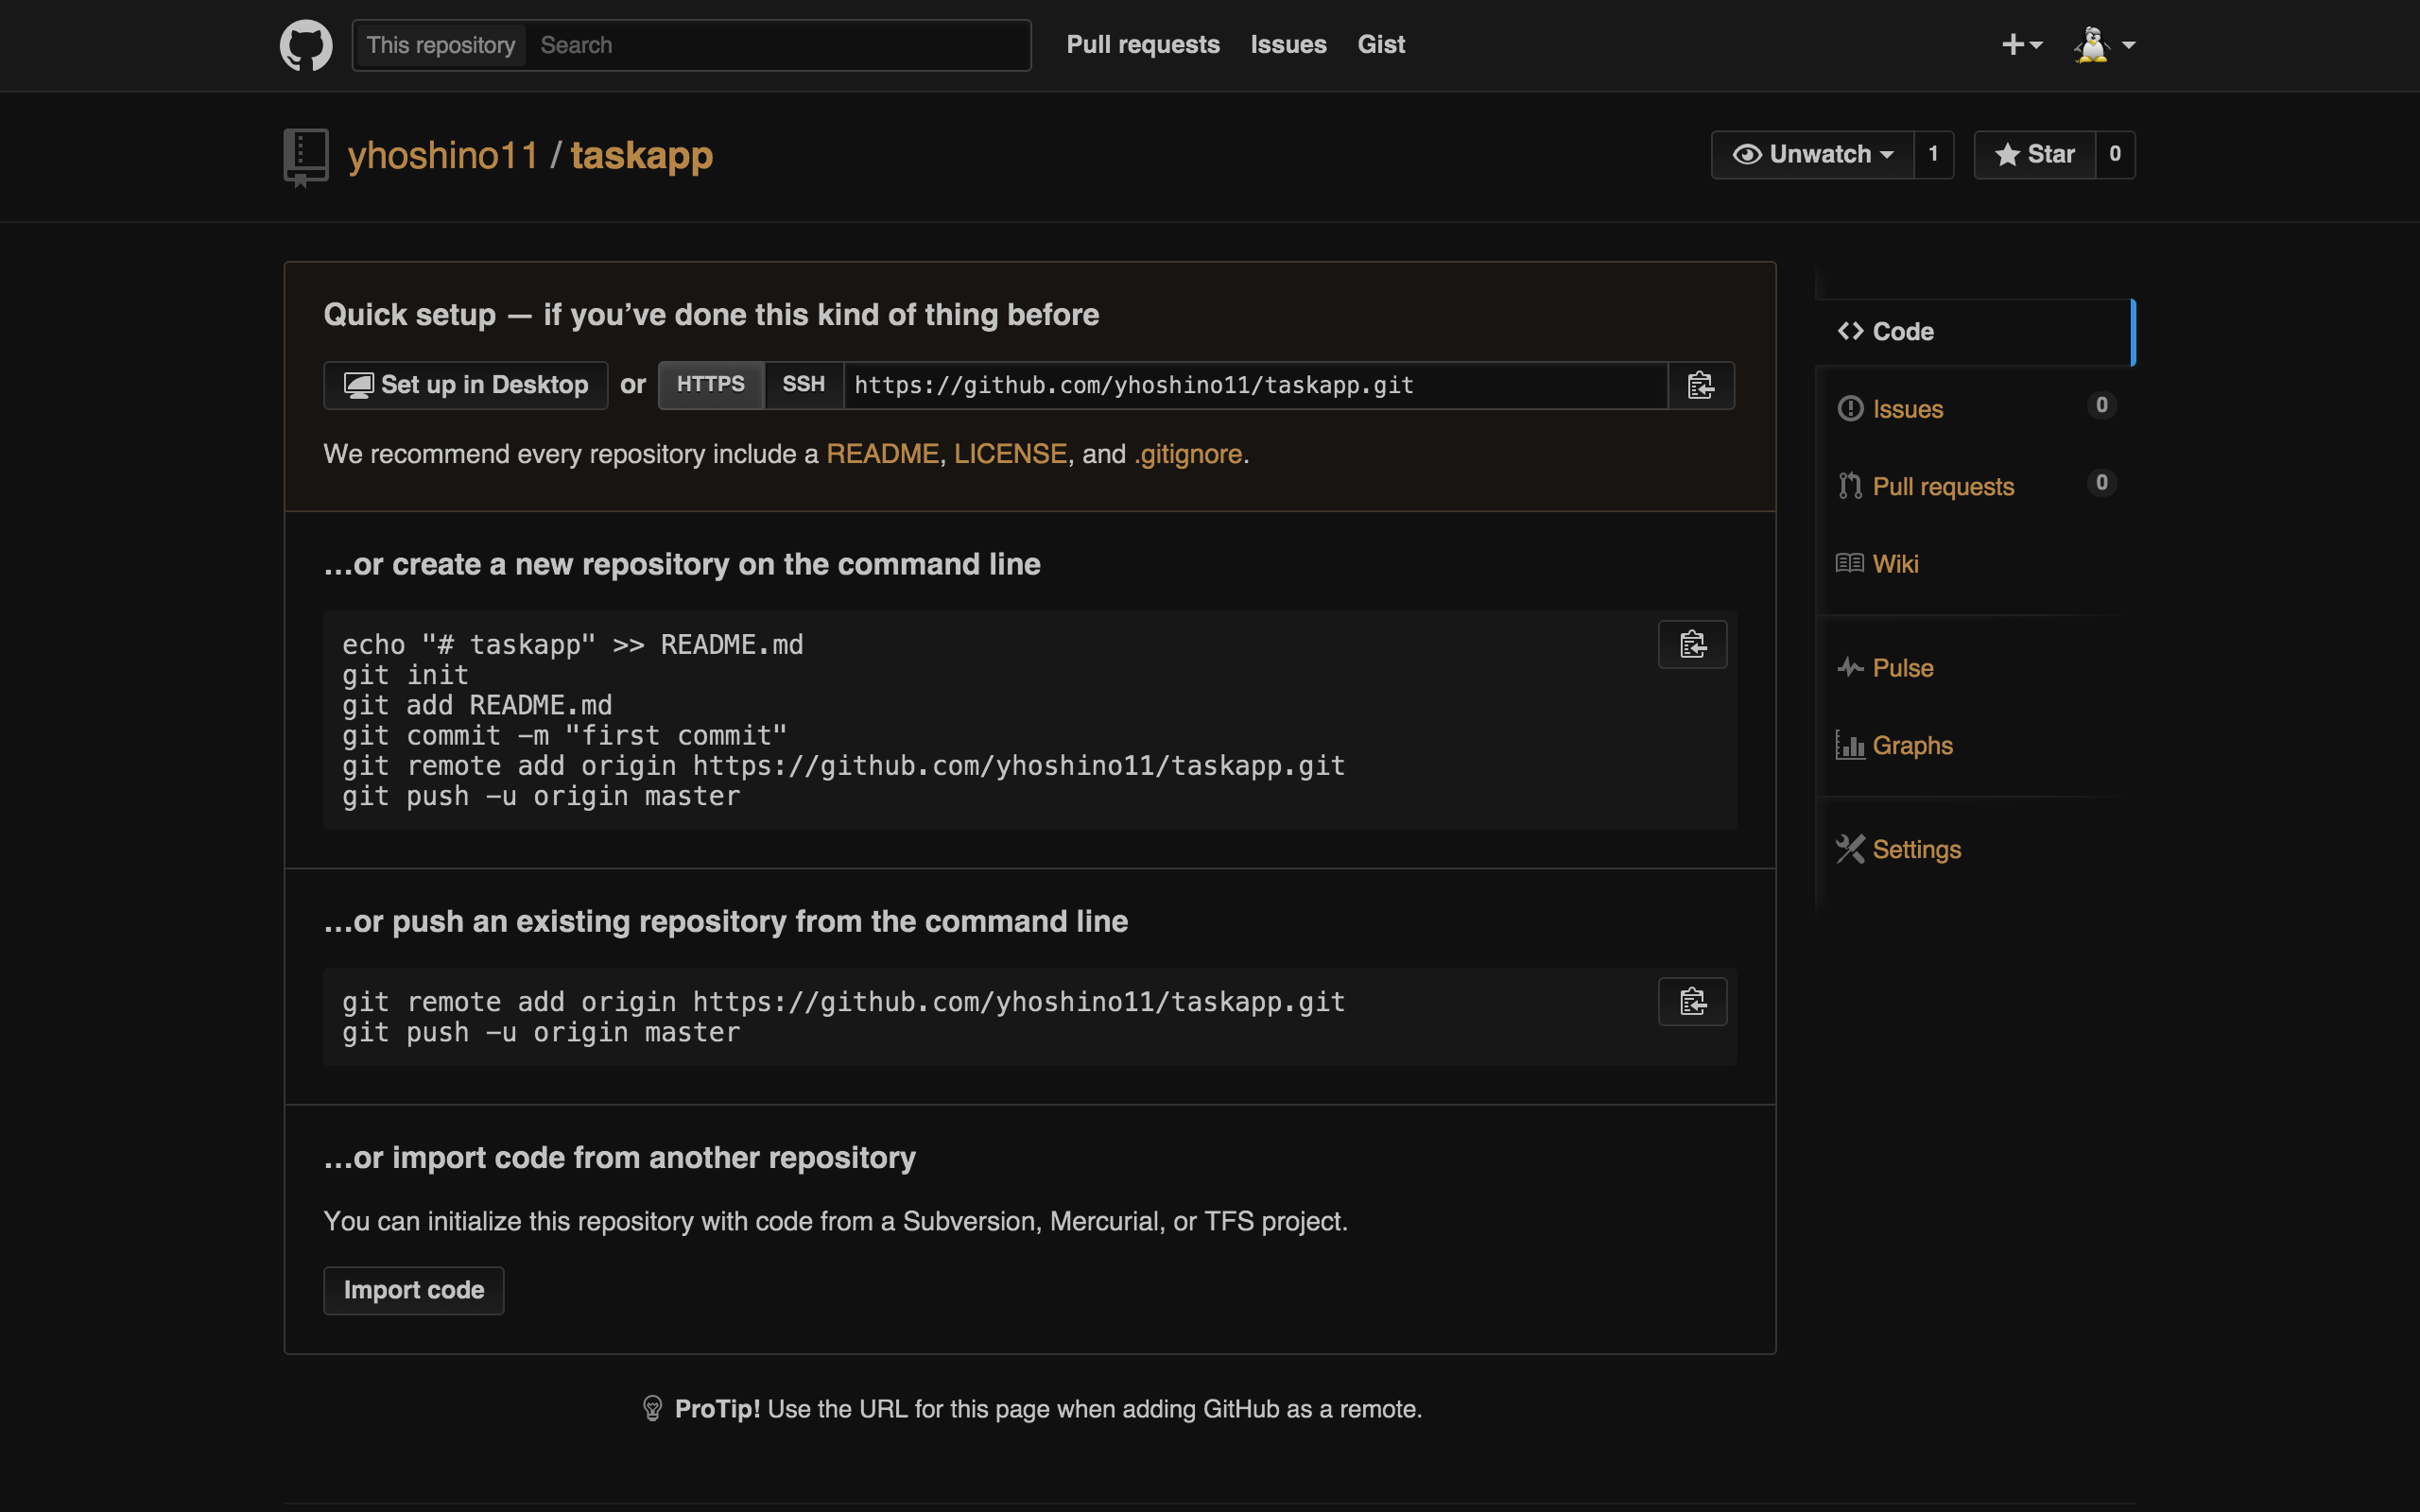 This repository Search Pull requests Issues Gist
yhoshino11 / taskapp
Unwatch 1 Star 0
Quick setup — if you’ve done this kind of thing before
Set up in Desktop or HTTPS SSH https://github.com/yhoshino11/taskapp.git
We recommend every repository include a README, LICENSE, and .gitignore.
…or create a new repository on the command line
echo "# taskapp" >> README.md
git init
git add README.md
git commit -m "first commit"
git remote add origin https://github.com/yhoshino11/taskapp.git
git push -u origin master
…or push an existing repository from the command line
git remote add origin https://github.com/yhoshino11/taskapp.git
git push -u origin master
…or import code from another repository
You can initialize this repository with code from a Subversion, Mercurial, or TFS project.
Import code
ProTip! Use the URL for this page when adding GitHub as a remote.
Code
Issues 0
Pull requests 0
Wiki
Pulse
Graphs
Settings